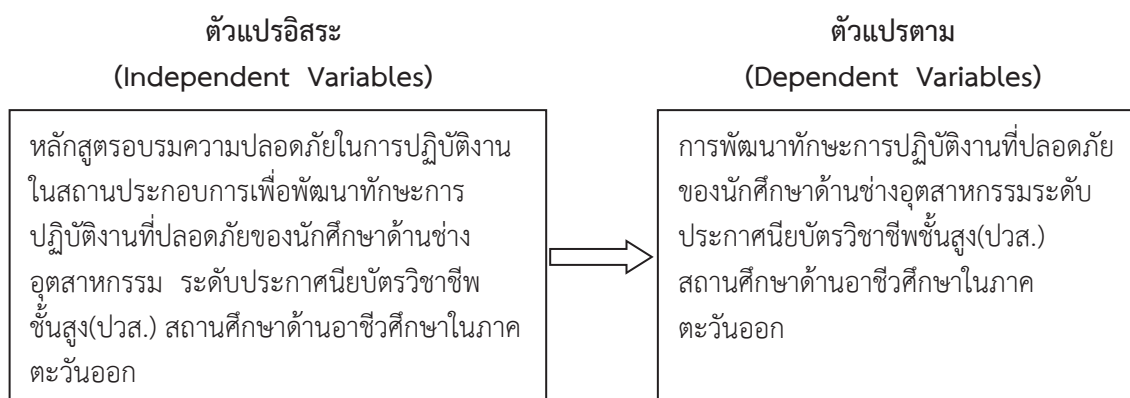 ตัวแปรอิสระ
(Independent Variables)
หลักสูตรอบรมความปลอดภัยในการปฏิบัติงาน
ในสถานประกอบการเพื่อพัฒนาทักษะการ
ปฏิบัติงานที่ปลอดภัยของนักศึกษาด้านช่าง
อุตสาหกรรม ระดับประกาศนียบัตรวิชาชีพ
ชั้นสูง(ปวส.) สถานศึกษาด้านอาชีวศึกษาในภาค
ตะวันออก
ตัวแปรตาม
(Dependent Variables)
การพัฒนาทักษะการปฏิบัติงานที่ปลอดภัย
ของนักศึกษาด้านช่างอุตสาหกรรมระดับ
ประกาศนียบัตรวิชาชีพชั้นสูง(ปวส.)
สถานศึกษาด้านอาชีวศึกษาในภาค
ตะวันออก